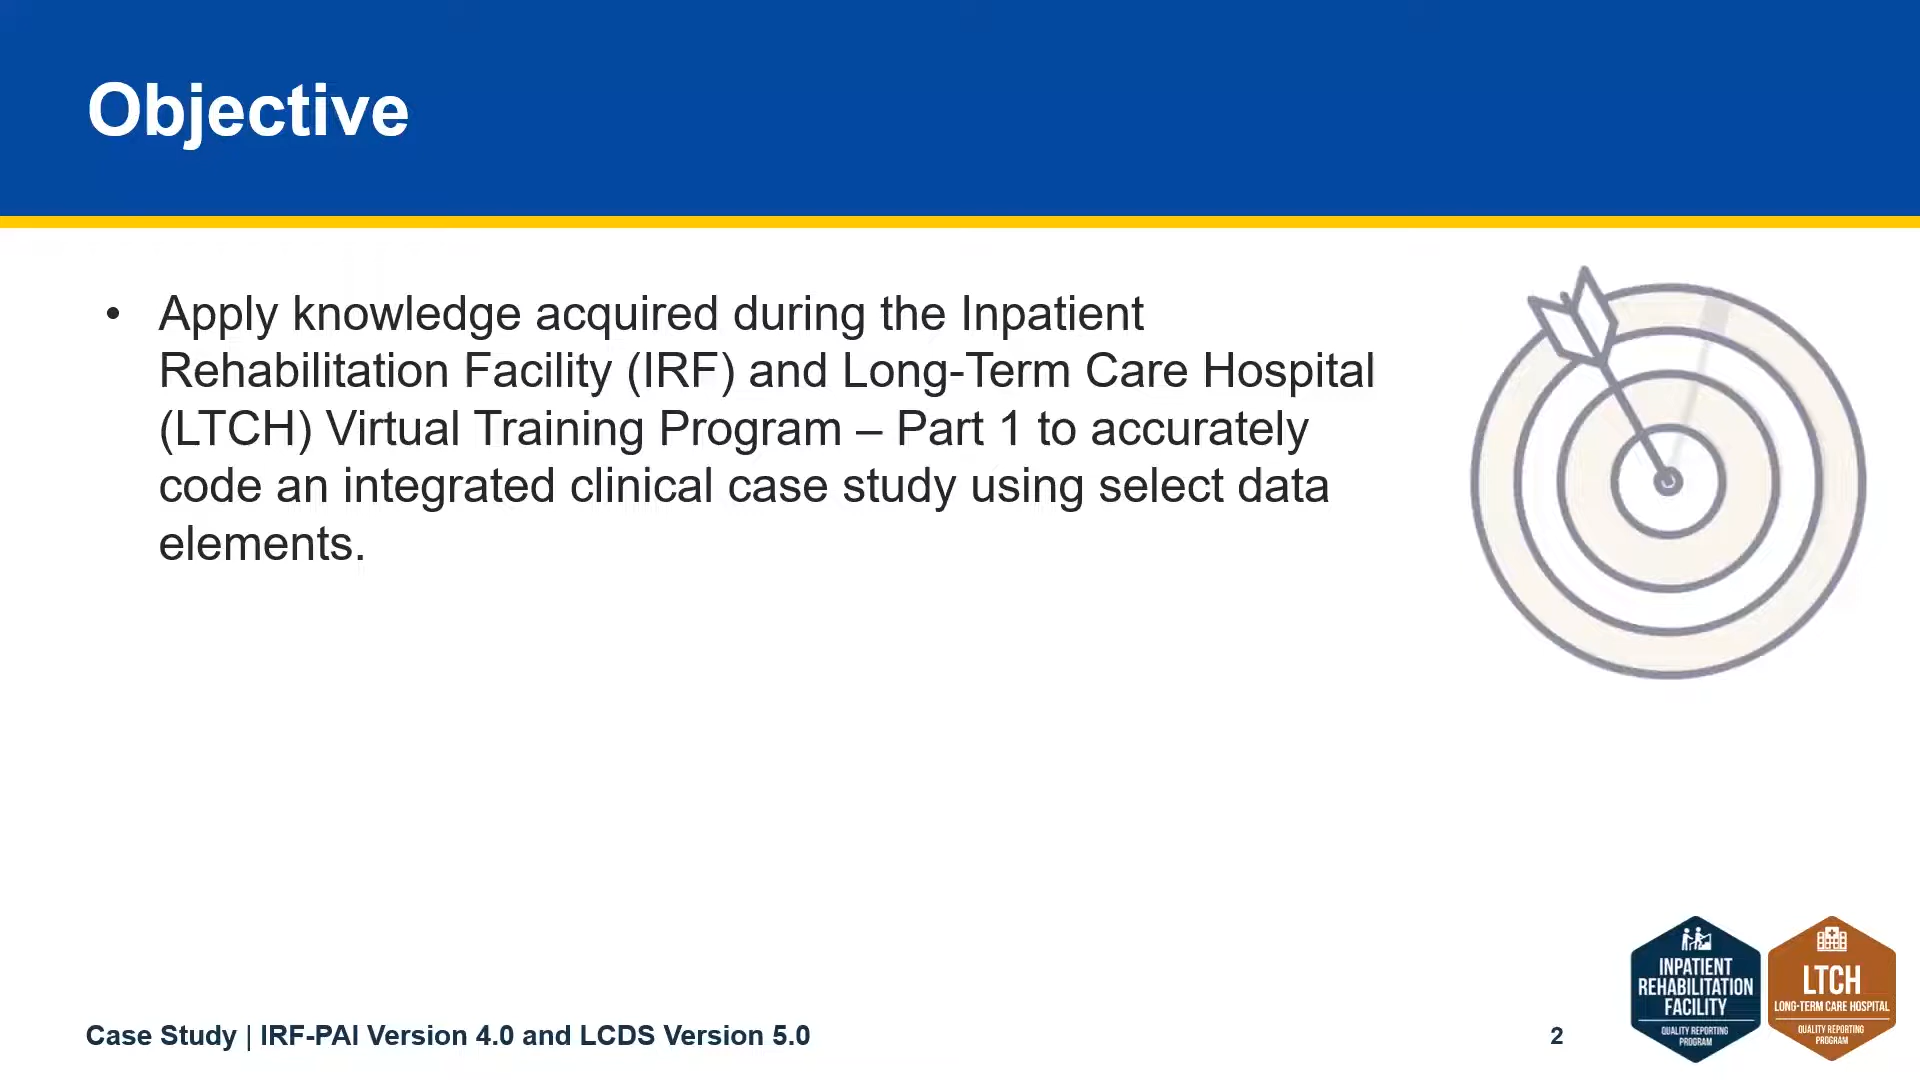 Objective
• Apply knowledge acquired during the Inpatient
Rehabilitation Facility (IRF) and Long-Term Care Hospital
(LTCH) Virtual Training Program – Part 1 to accurately
code an integrated clinical case study using select data
elements.
INPATIENT
REHABILITATION
FACILITY
QUALITY REPORTING
PROGRAM
LTCH
LONG-TERM CARE HOSPITAL
QUALITY REPORTING
PROGRAM
Case Study | IRF-PAI Version 4.0 and LCDS Version 5.0
2